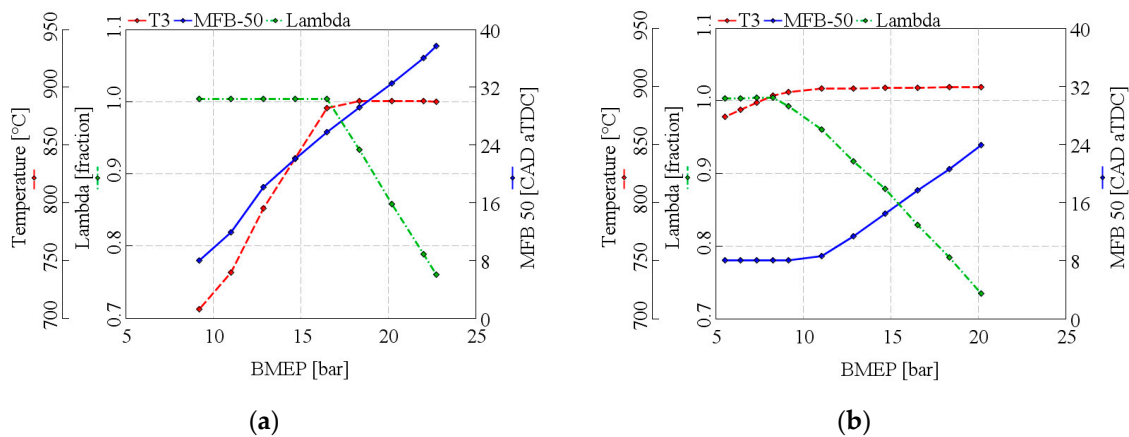 T3 MFB-50 Lambda
Temperature [°C]
700 750 800 850 900 950
Lambda [fraction]
0.7 0.8 0.9 1.0 1.1
MFB 50 [CAD aTDC]
0 8 16 24 32 40
5 10 15 20 25
BMEP [bar]
(a)
T3 MFB-50 Lambda
Temperature [°C]
700 750 800 850 900 950
Lambda [fraction]
0.7 0.8 0.9 1.0 1.1
MFB 50 [CAD aTDC]
0 8 16 24 32 40
5 10 15 20 25
BMEP [bar]
(b)